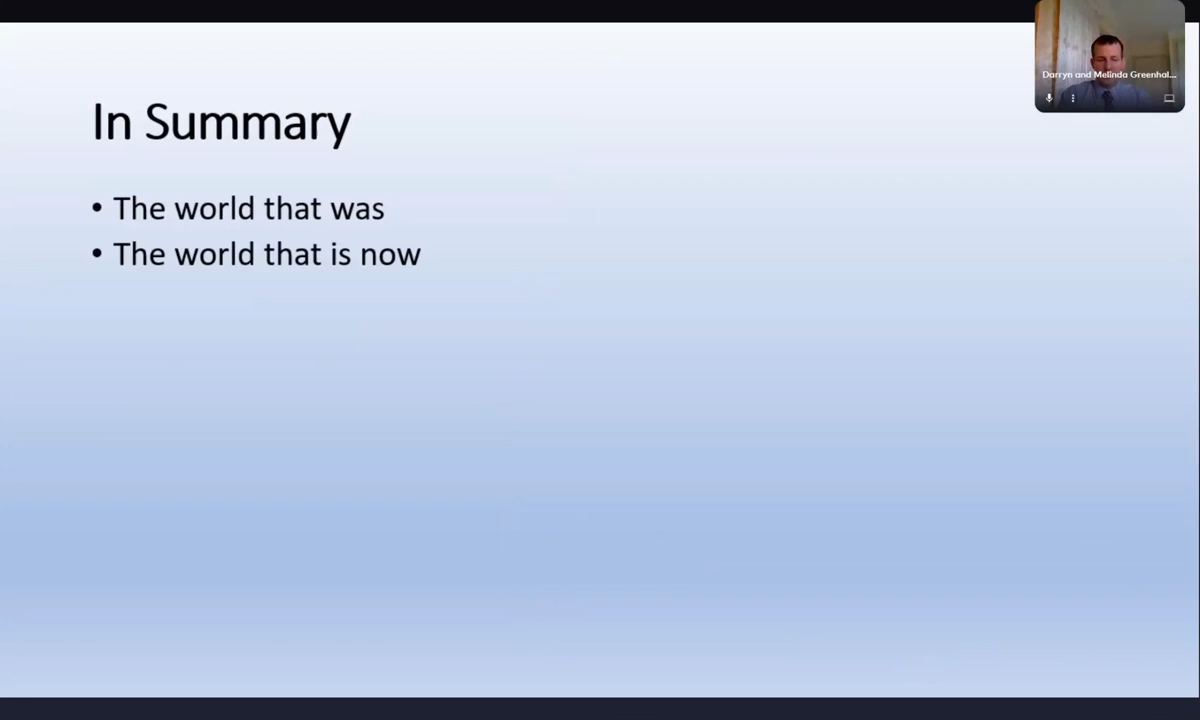 In Summary
• The world that was
• The world that is now
Darryn and Melinda Greenhal...